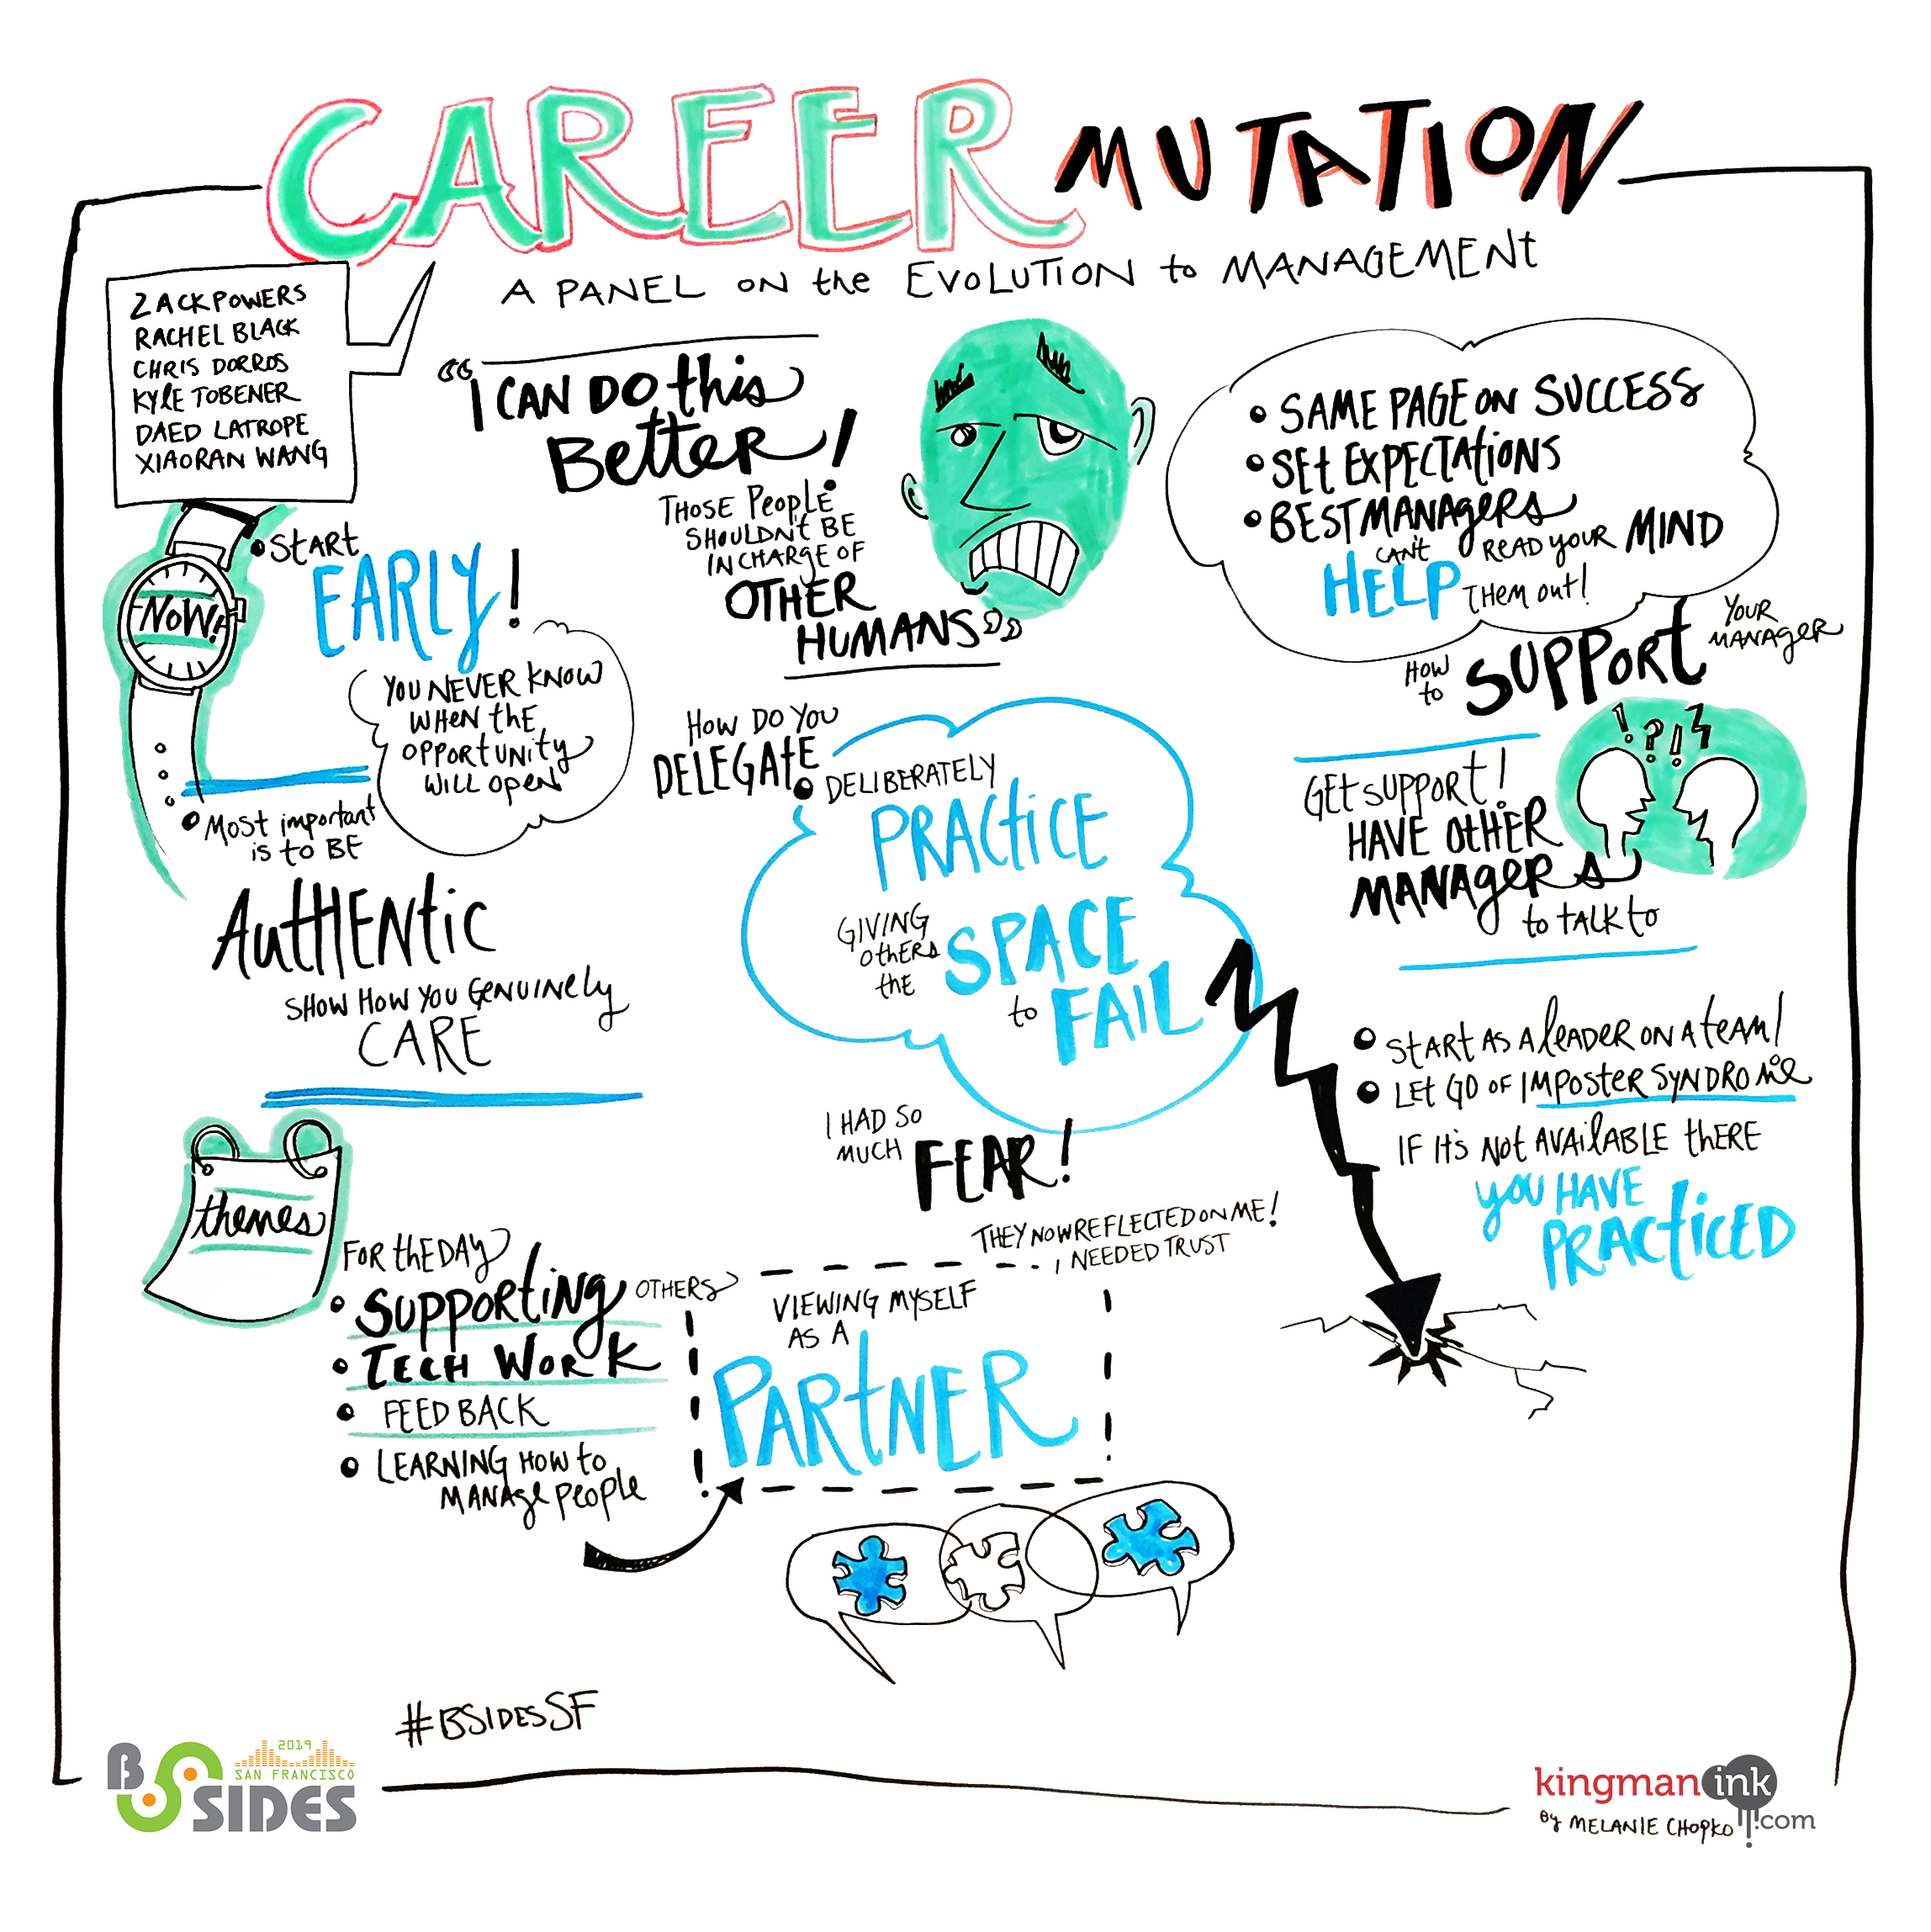 CAREER MUTATION
A PANEL ON the EVOLUTION to MANAGEMENt
ZACK POWERS
RACHEL BLACK
CHRIS DORROS
KYLE TOBENER
DAED LATROPE
XIAORAN WANG
• StARt
EARLY!
NOW!
YOU NEVER KNOW
WHEN thE
OPPORTUNITY
WILL OPEN
• MOST important
is to BE
AutHENtic
SHOW HOW YOU GENUINELY
CARE
themes
FOR thE DAY
• SUPPORtiNg OTHERS
• TECH WORK
• FEEDBACK
• LEARNING HOW to
MANAgE PEOPLE
“I CAN DO this
BetteR!
THOSE PEOPLE
SHOULDN'T BE
IN CHARGE OF
OTHER
HUMANS”
HOW DO YOU
DELEGAtE?
DELIBERATELY
PRACtiCE
GIVING
OthERS
thE
SPACE
to FAIL
I HAD SO
MUCH
FEAR!
THEY NOW REFLECTED ON ME!
I NEEDED TRUST
VIEWING MYSELF
AS A
PARtNER
• SAME PAGE ON SUCCESS
• SEt EXPECTAtiONS
• BEST MANAgERS
CAN'T READ YOUR MIND
HELP THEM OUt!
HOW
to
SUPPORt
YOUR
MANAGER
! ? !
GEt SUPPORt!
HAVE OtHER
MANAgERS
to tALK to
• StARt AS A lEADER ON A tEAM!
• LEt GO OF IMPOSteR SYNDROME
IF It'S NOt AVAilABLE thERE
YOU HAVE
PRACtiCED
#BSIDESSF
B SIDES
2019
SAN FRANCISCO
kingmanink
.com
By MELANIE CHOPKO